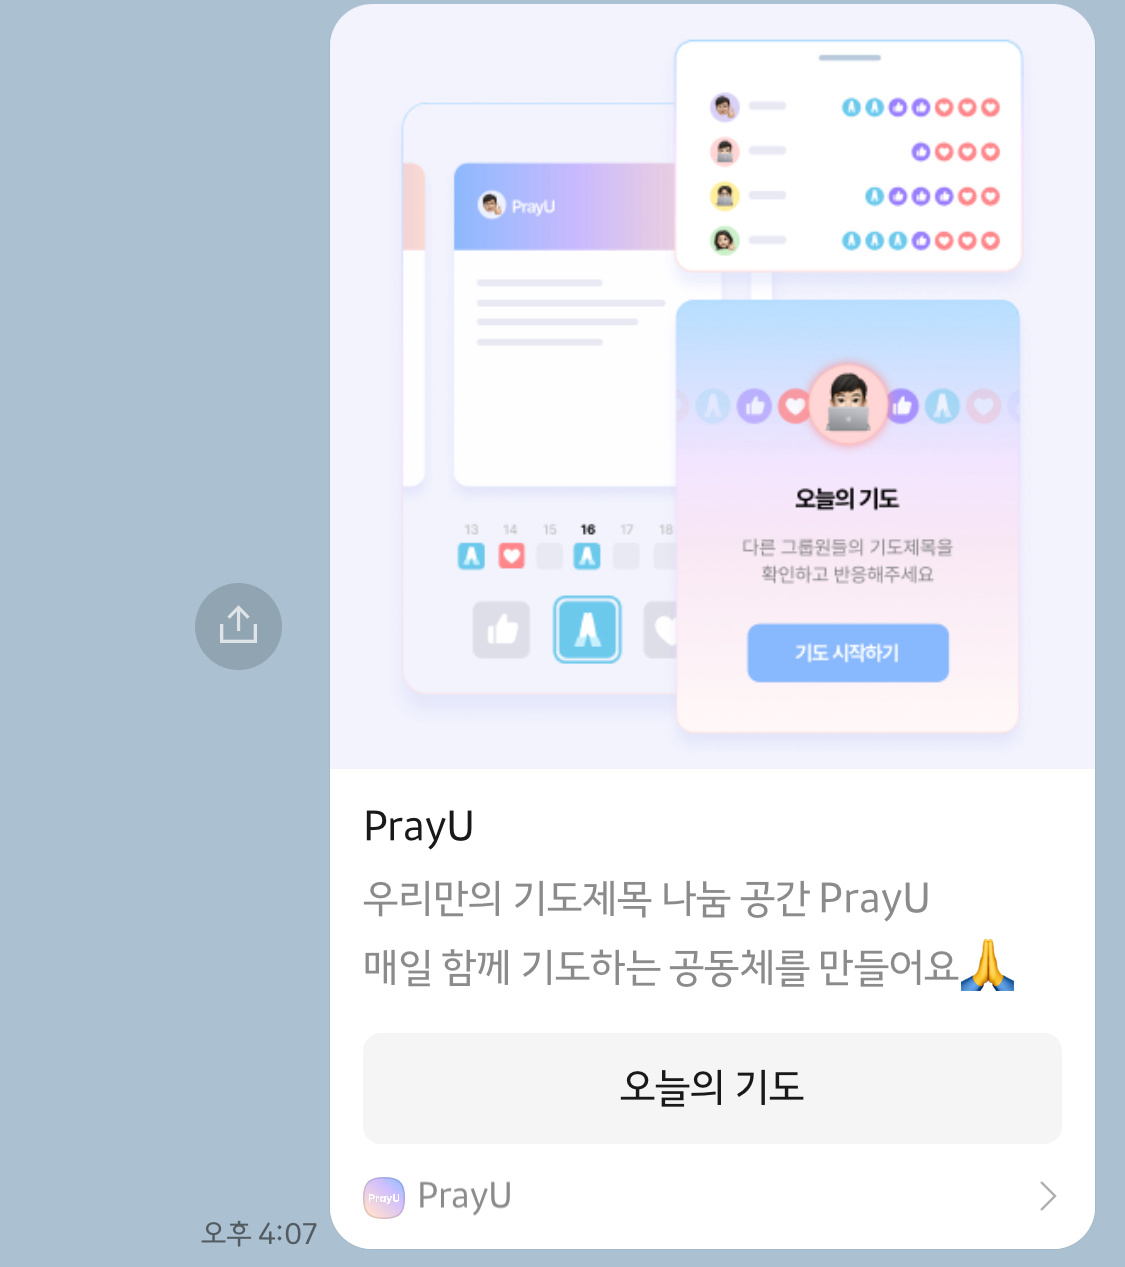 PrayU
13 14 15 16 17 18
오늘의 기도
다른 그룹원들의 기도제목을
확인하고 반응해주세요
기도 시작하기
PrayU
우리만의 기도제목 나눔 공간 PrayU
매일 함께 기도하는 공동체를 만들어요🙏
오늘의 기도
PrayU
PrayU
오후 4:07